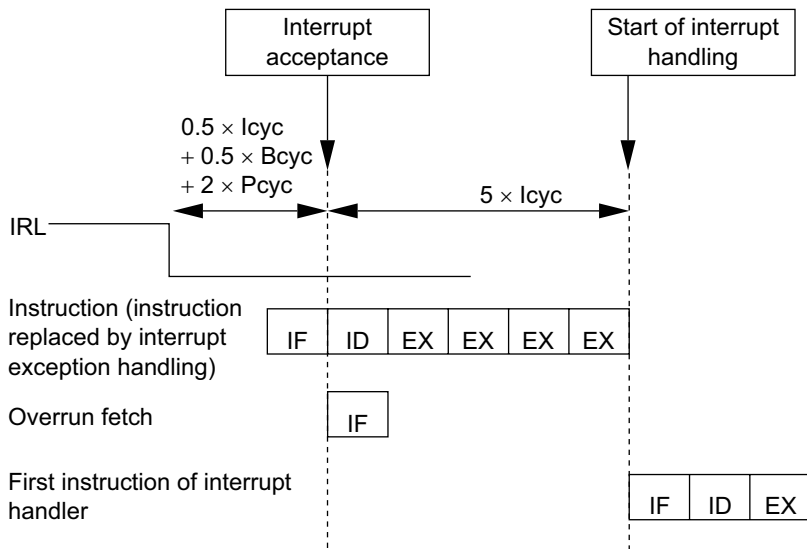 Interrupt
acceptance
Start of interrupt
handling
0.5 × Icyc
+ 0.5 × Bcyc
+ 2 × Pcyc
5 × Icyc
IRL
Instruction (instruction
replaced by interrupt
exception handling)
IF ID EX EX EX EX
Overrun fetch
IF
First instruction of interrupt
handler
IF ID EX